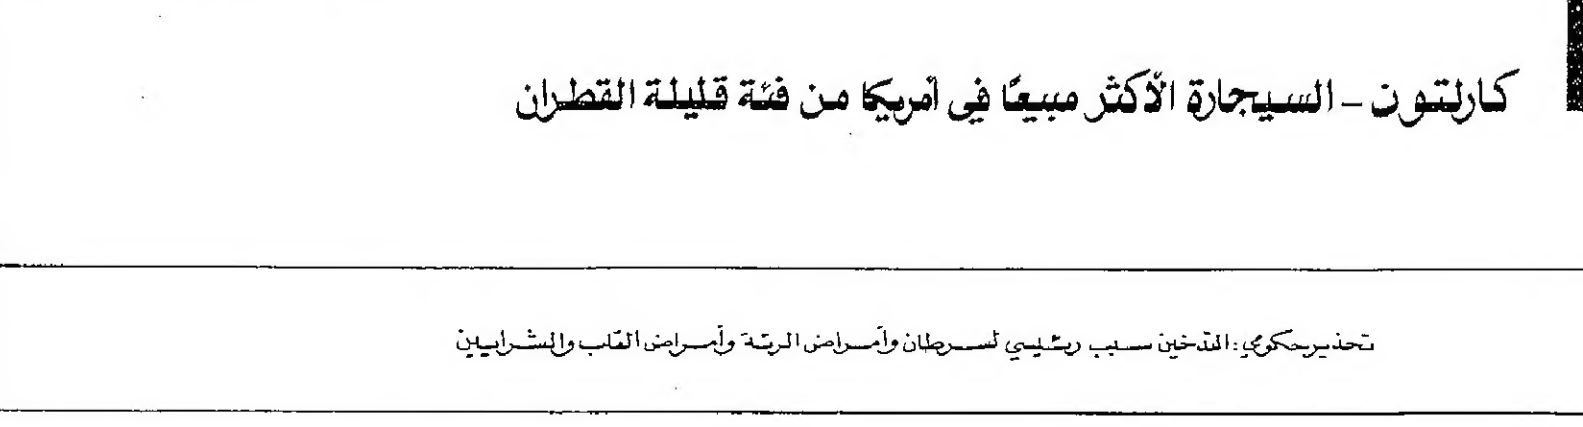 كارلتون - السيجارة الأكثر مبيعًا في أمريكا من فئة قليلة القطران
تحذير حكومي: التدخين سبب رئيسي لسرطان وأمراض الرئة وأمراض القلب والشرايين